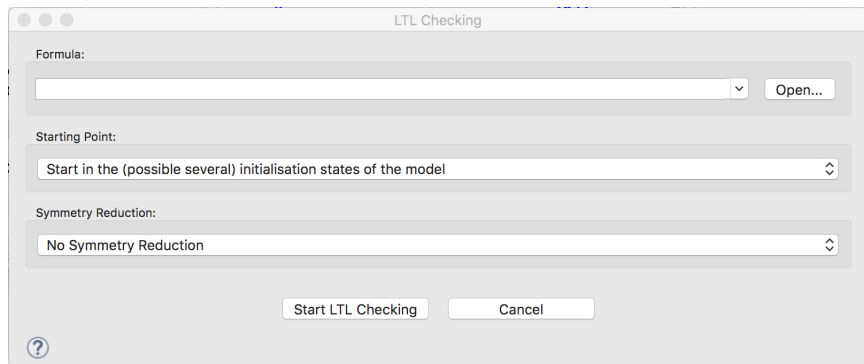 LTL Checking
Formula:
Open...
Starting Point:
Start in the (possible several) initialisation states of the model
Symmetry Reduction:
No Symmetry Reduction
Start LTL Checking Cancel
?